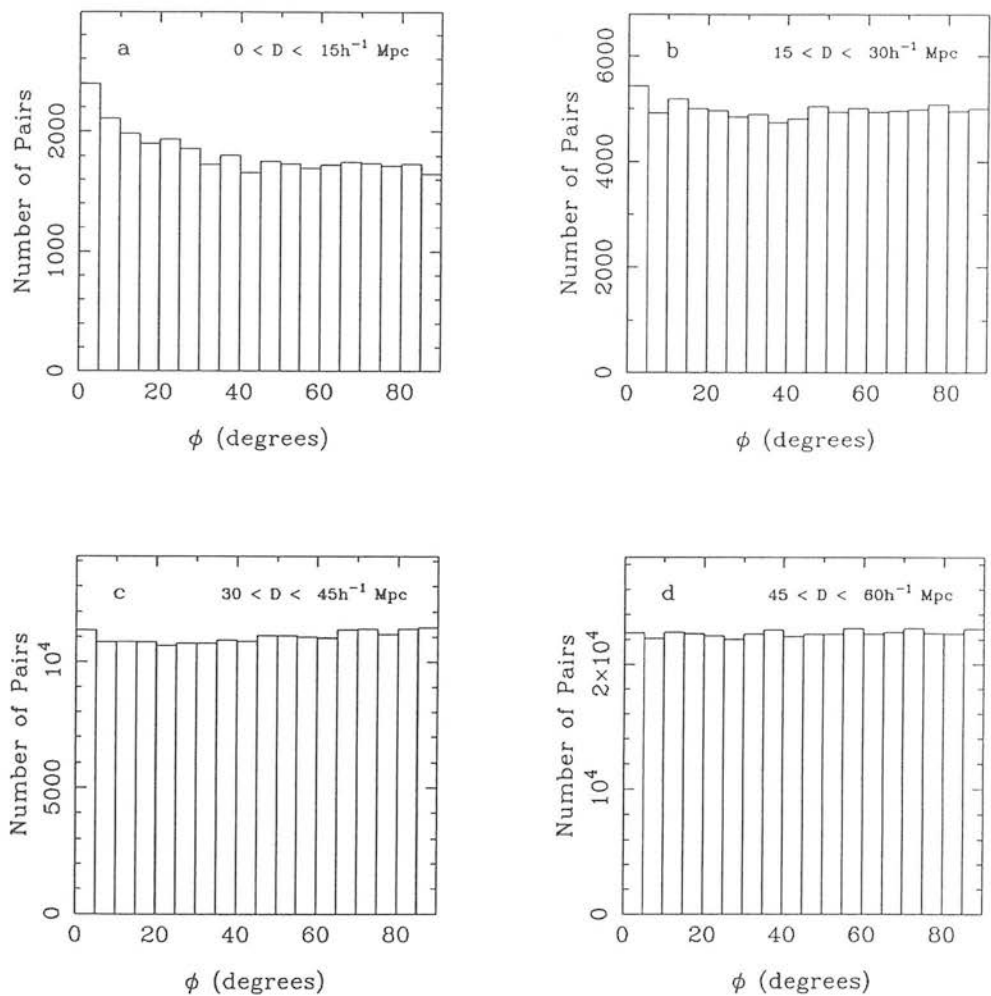 a
0 < D < 15h⁻¹ Mpc
Number of Pairs
0
1000
2000
0
20
40
60
80
φ (degrees)
b
15 < D < 30h⁻¹ Mpc
Number of Pairs
0
2000
4000
6000
0
20
40
60
80
φ (degrees)
c
30 < D < 45h⁻¹ Mpc
Number of Pairs
0
5000
10⁴
0
20
40
60
80
φ (degrees)
d
45 < D < 60h⁻¹ Mpc
Number of Pairs
0
10⁴
2×10⁴
0
20
40
60
80
φ (degrees)